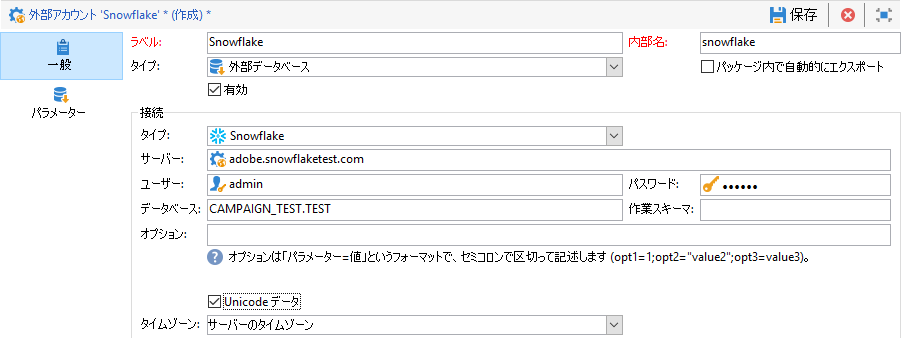 外部アカウント 'Snowflake' * (作成) *
保存
一般
パラメーター
ラベル: Snowflake 内部名: snowflake
タイプ: 外部データベース パッケージ内で自動的にエクスポート
有効
接続
タイプ: Snowflake
サーバー: adobe.snowflaketest.com
ユーザー: admin パスワード: ••••••
データベース: CAMPAIGN_TEST.TEST 作業スキーマ:
オプション:
オプションは「パラメーター=値」というフォーマットで、セミコロンで区切って記述します (opt1=1;opt2="value2";opt3=value3)。
Unicode データ
タイムゾーン: サーバーのタイムゾーン